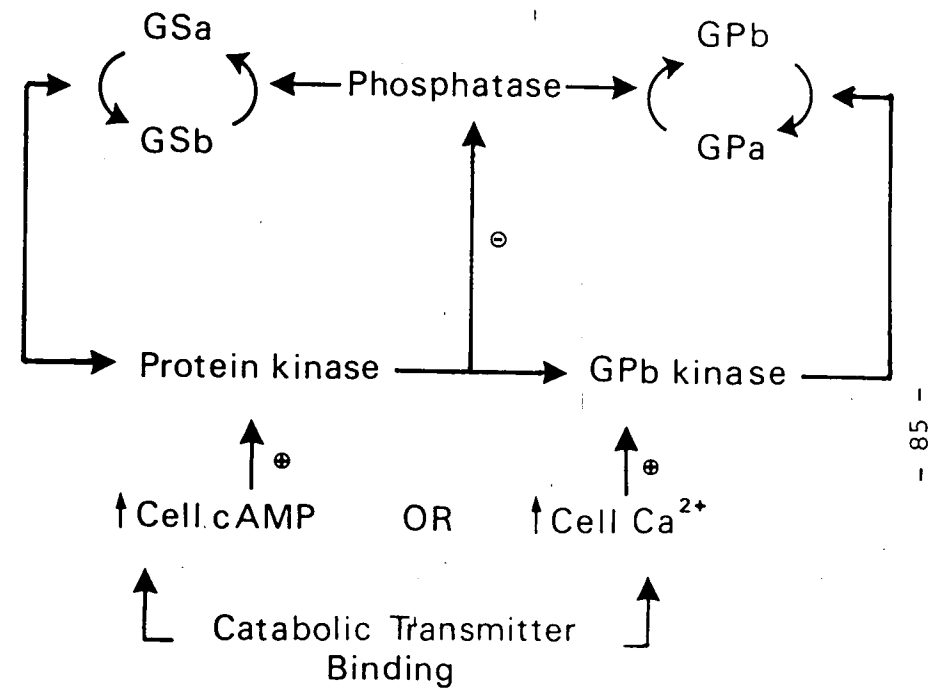 GSa
GPb
Phosphatase
GSb
GPa
⊖
Protein kinase
GPb kinase
⊕
⊕
↑Cell cAMP OR ↑Cell Ca²⁺
Catabolic Transmitter
Binding
- 85 -